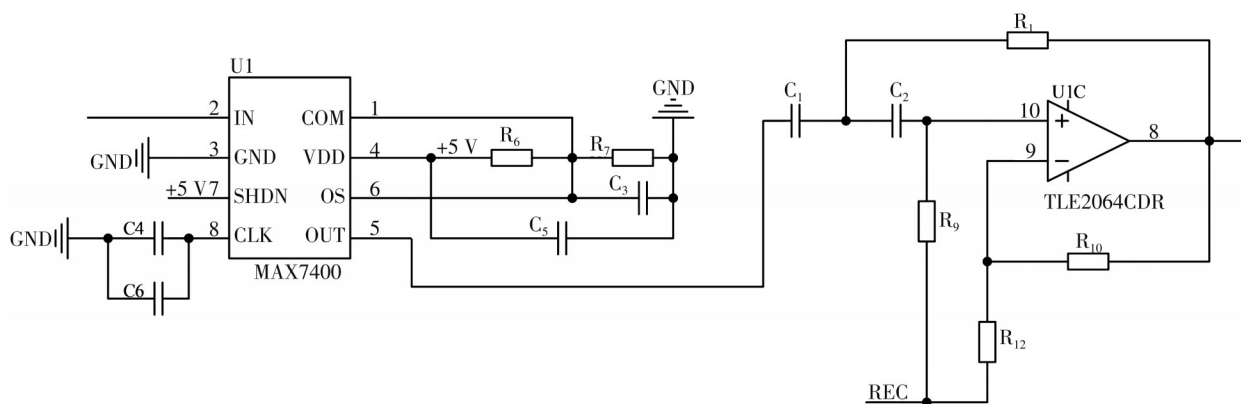 U1
2 IN COM 1
GND 3 GND VDD 4 +5 V R₆ R₇ GND
+5 V 7 SHDN OS 6 C₃
GND C4 8 CLK OUT 5 C₅
C6
MAX7400
C₁ C₂ R₁
U1C
10 + 8
9 −
TLE2064CDR
R₉ R₁₀
R₁₂
REC